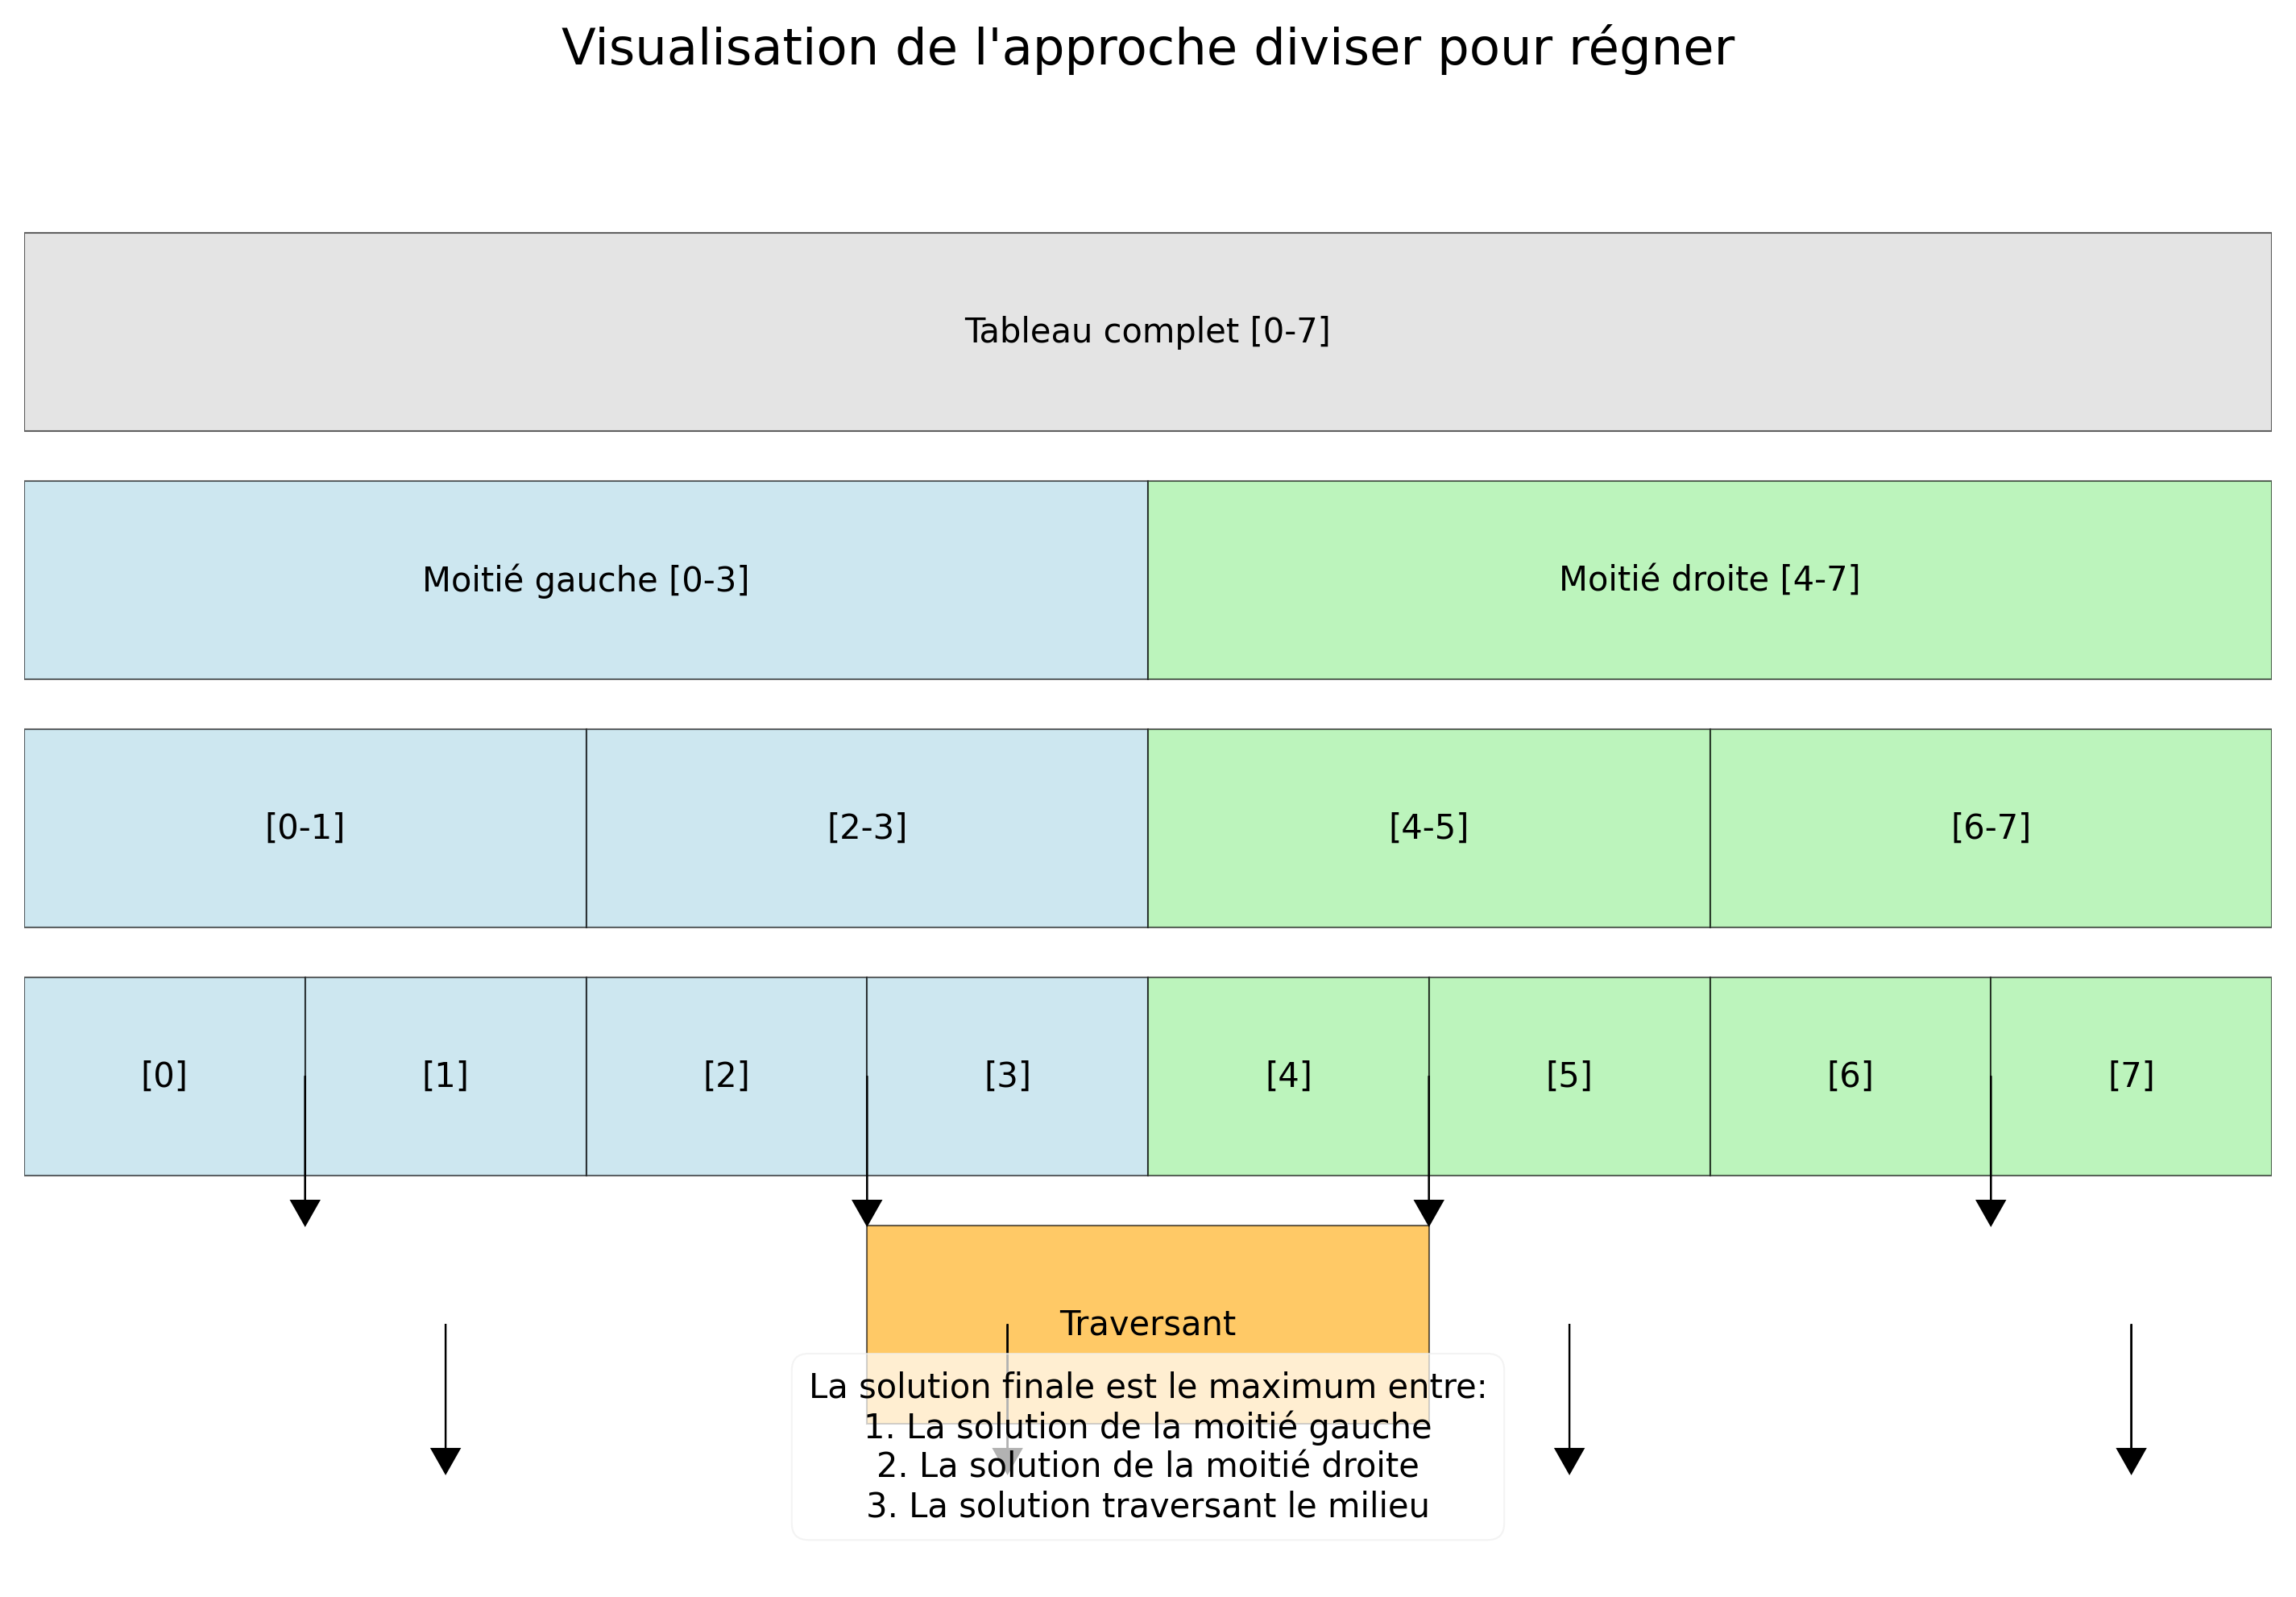 Visualisation de l'approche diviser pour régner
Tableau complet [0-7]
Moitié gauche [0-3]
Moitié droite [4-7]
[0-1]
[2-3]
[4-5]
[6-7]
[0]
[1]
[2]
[3]
[4]
[5]
[6]
[7]
Traversant
La solution finale est le maximum entre:
1. La solution de la moitié gauche
2. La solution de la moitié droite
3. La solution traversant le milieu